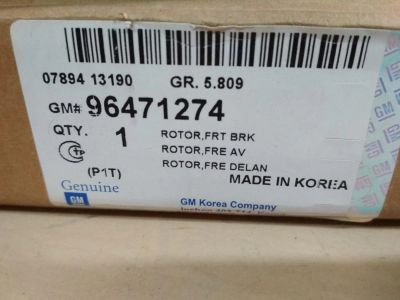 07894 13190 GR. 5.809
GM# 96471274
QTY. 1 ROTOR,FRT BRK
ROTOR,FRE AV
TP ROTOR,FRE DELAN
(P1T) MADE IN KOREA
Genuine
GM
GM Korea Company